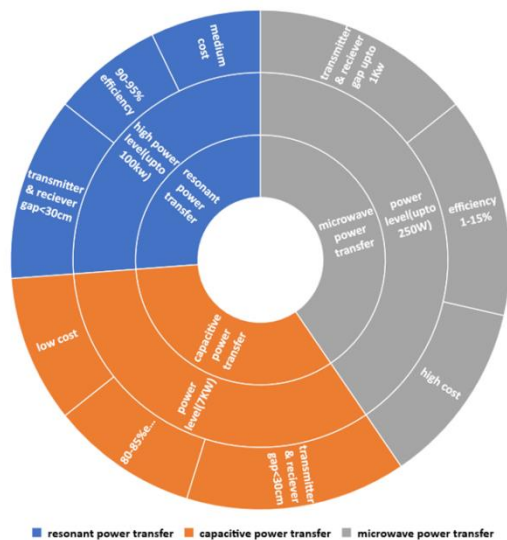 medium
cost
90-95%
efficiency
transmitter
& reciever
gap<30cm
high power
level(upto
100kw)
resonant
power
transfer
transmitter
& reciever
gap upto
1Kw
efficiency
1-15%
high cost
power
level(upto
250W)
microwave
power
transfer
low cost
80-85%e...
transmitter
& reciever
gap<30cm
power
level(7KW)
capacitive
power
transfer
resonant power transfer
capacitive power transfer
microwave power transfer